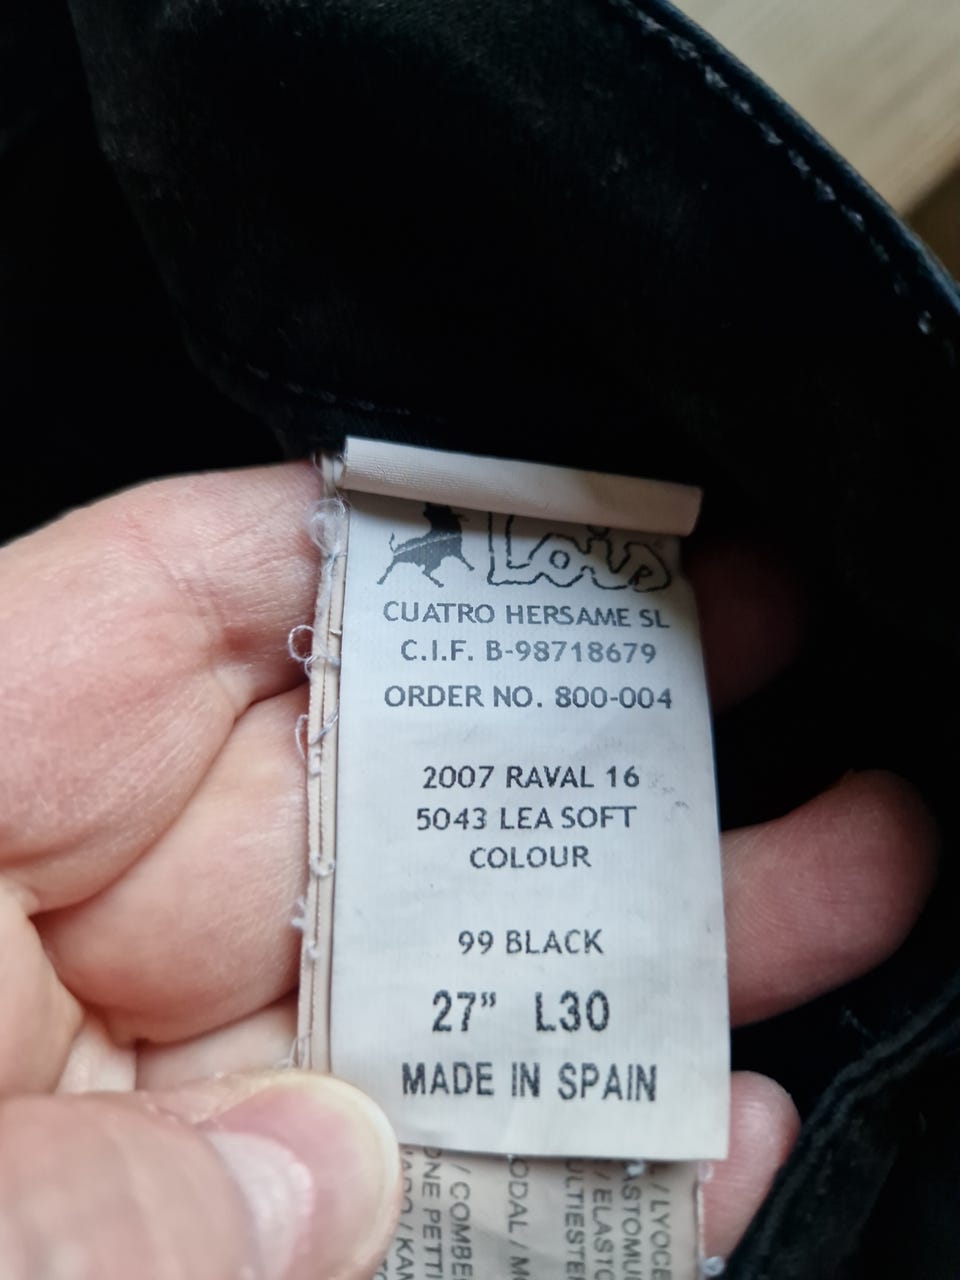 Lois
CUATRO HERSAME SL
C.I.F. B-98718679
ORDER NO. 800-004
2007 RAVAL 16
5043 LEA SOFT
COLOUR
99 BLACK
27” L30
MADE IN SPAIN